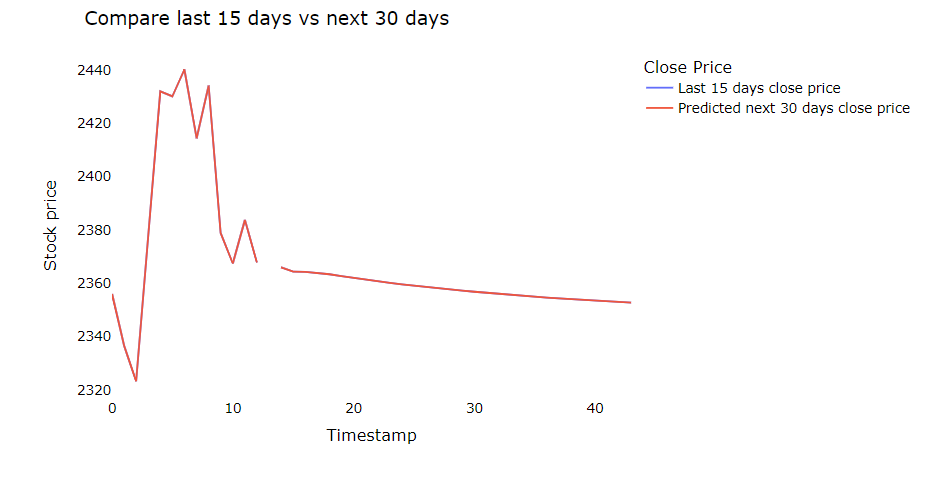 Compare last 15 days vs next 30 days
Close Price
Last 15 days close price
Predicted next 30 days close price
Stock price
2440
2420
2400
2380
2360
2340
2320
0 10 20 30 40
Timestamp